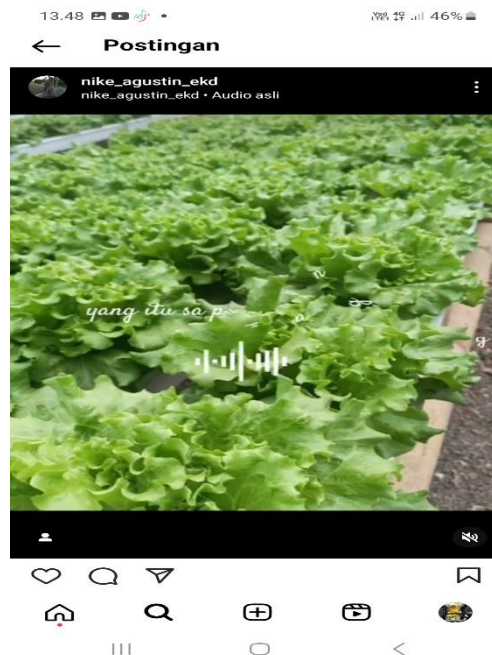 13.48
46%
Postingan
nike_agustin_ekd
nike_agustin_ekd • Audio asli
yang itu sa
g